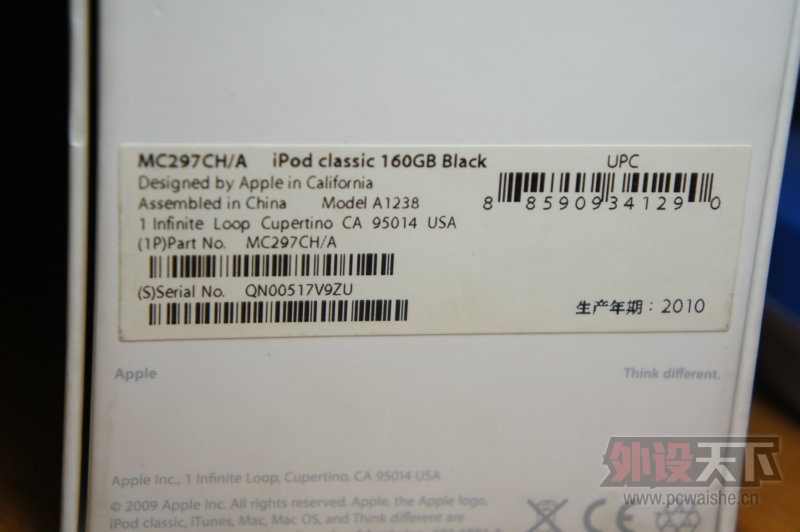 MC297CH/A iPod classic 160GB Black UPC
Designed by Apple in California
Assembled in China Model A1238 8 85909 34129 0
1 Infinite Loop Cupertino CA 95014 USA
(1P)Part No. MC297CH/A
(S)Serial No. QN00517V9ZU
生产年期：2010
Apple Think different.
Apple Inc., 1 Infinite Loop, Cupertino, CA 95014 USA
© 2009 Apple Inc. All rights reserved. Apple, the Apple logo,
iPod classic, iTunes, Mac, Mac OS, and Think different are
CE
外设天下
www.pcwaishe.cn